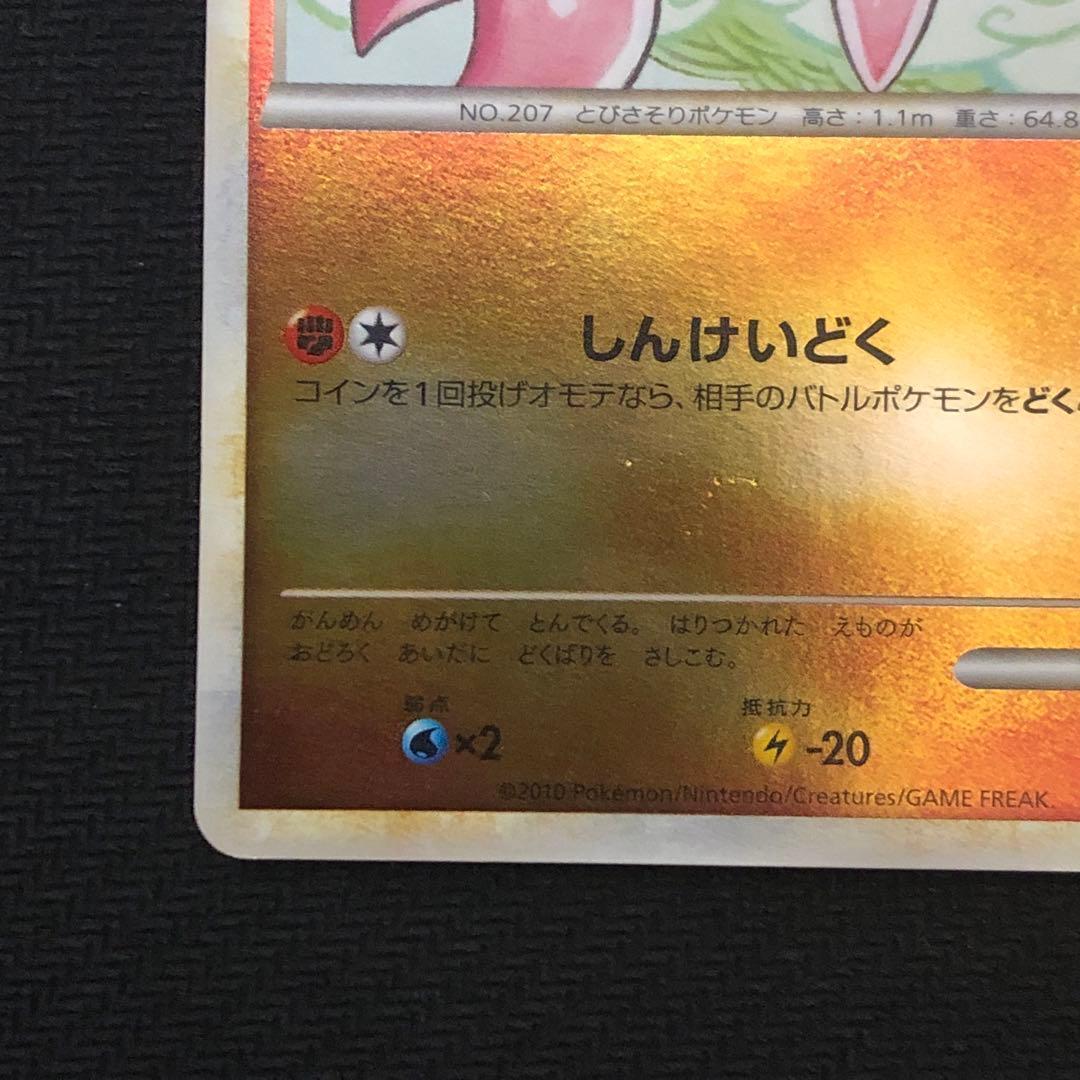 NO.207 とびさそりポケモン 高さ:1.1m 重さ:64.8
しんけいどく
コインを1回投げオモテなら、相手のバトルポケモンをどく
がんめん めがけて とんでくる。 はりつかれた えものが
おどろく あいだに どくばりを さしこむ。
弱点 抵抗力
×2 -20
©2010 Pokémon/Nintendo/Creatures/GAME FREAK.